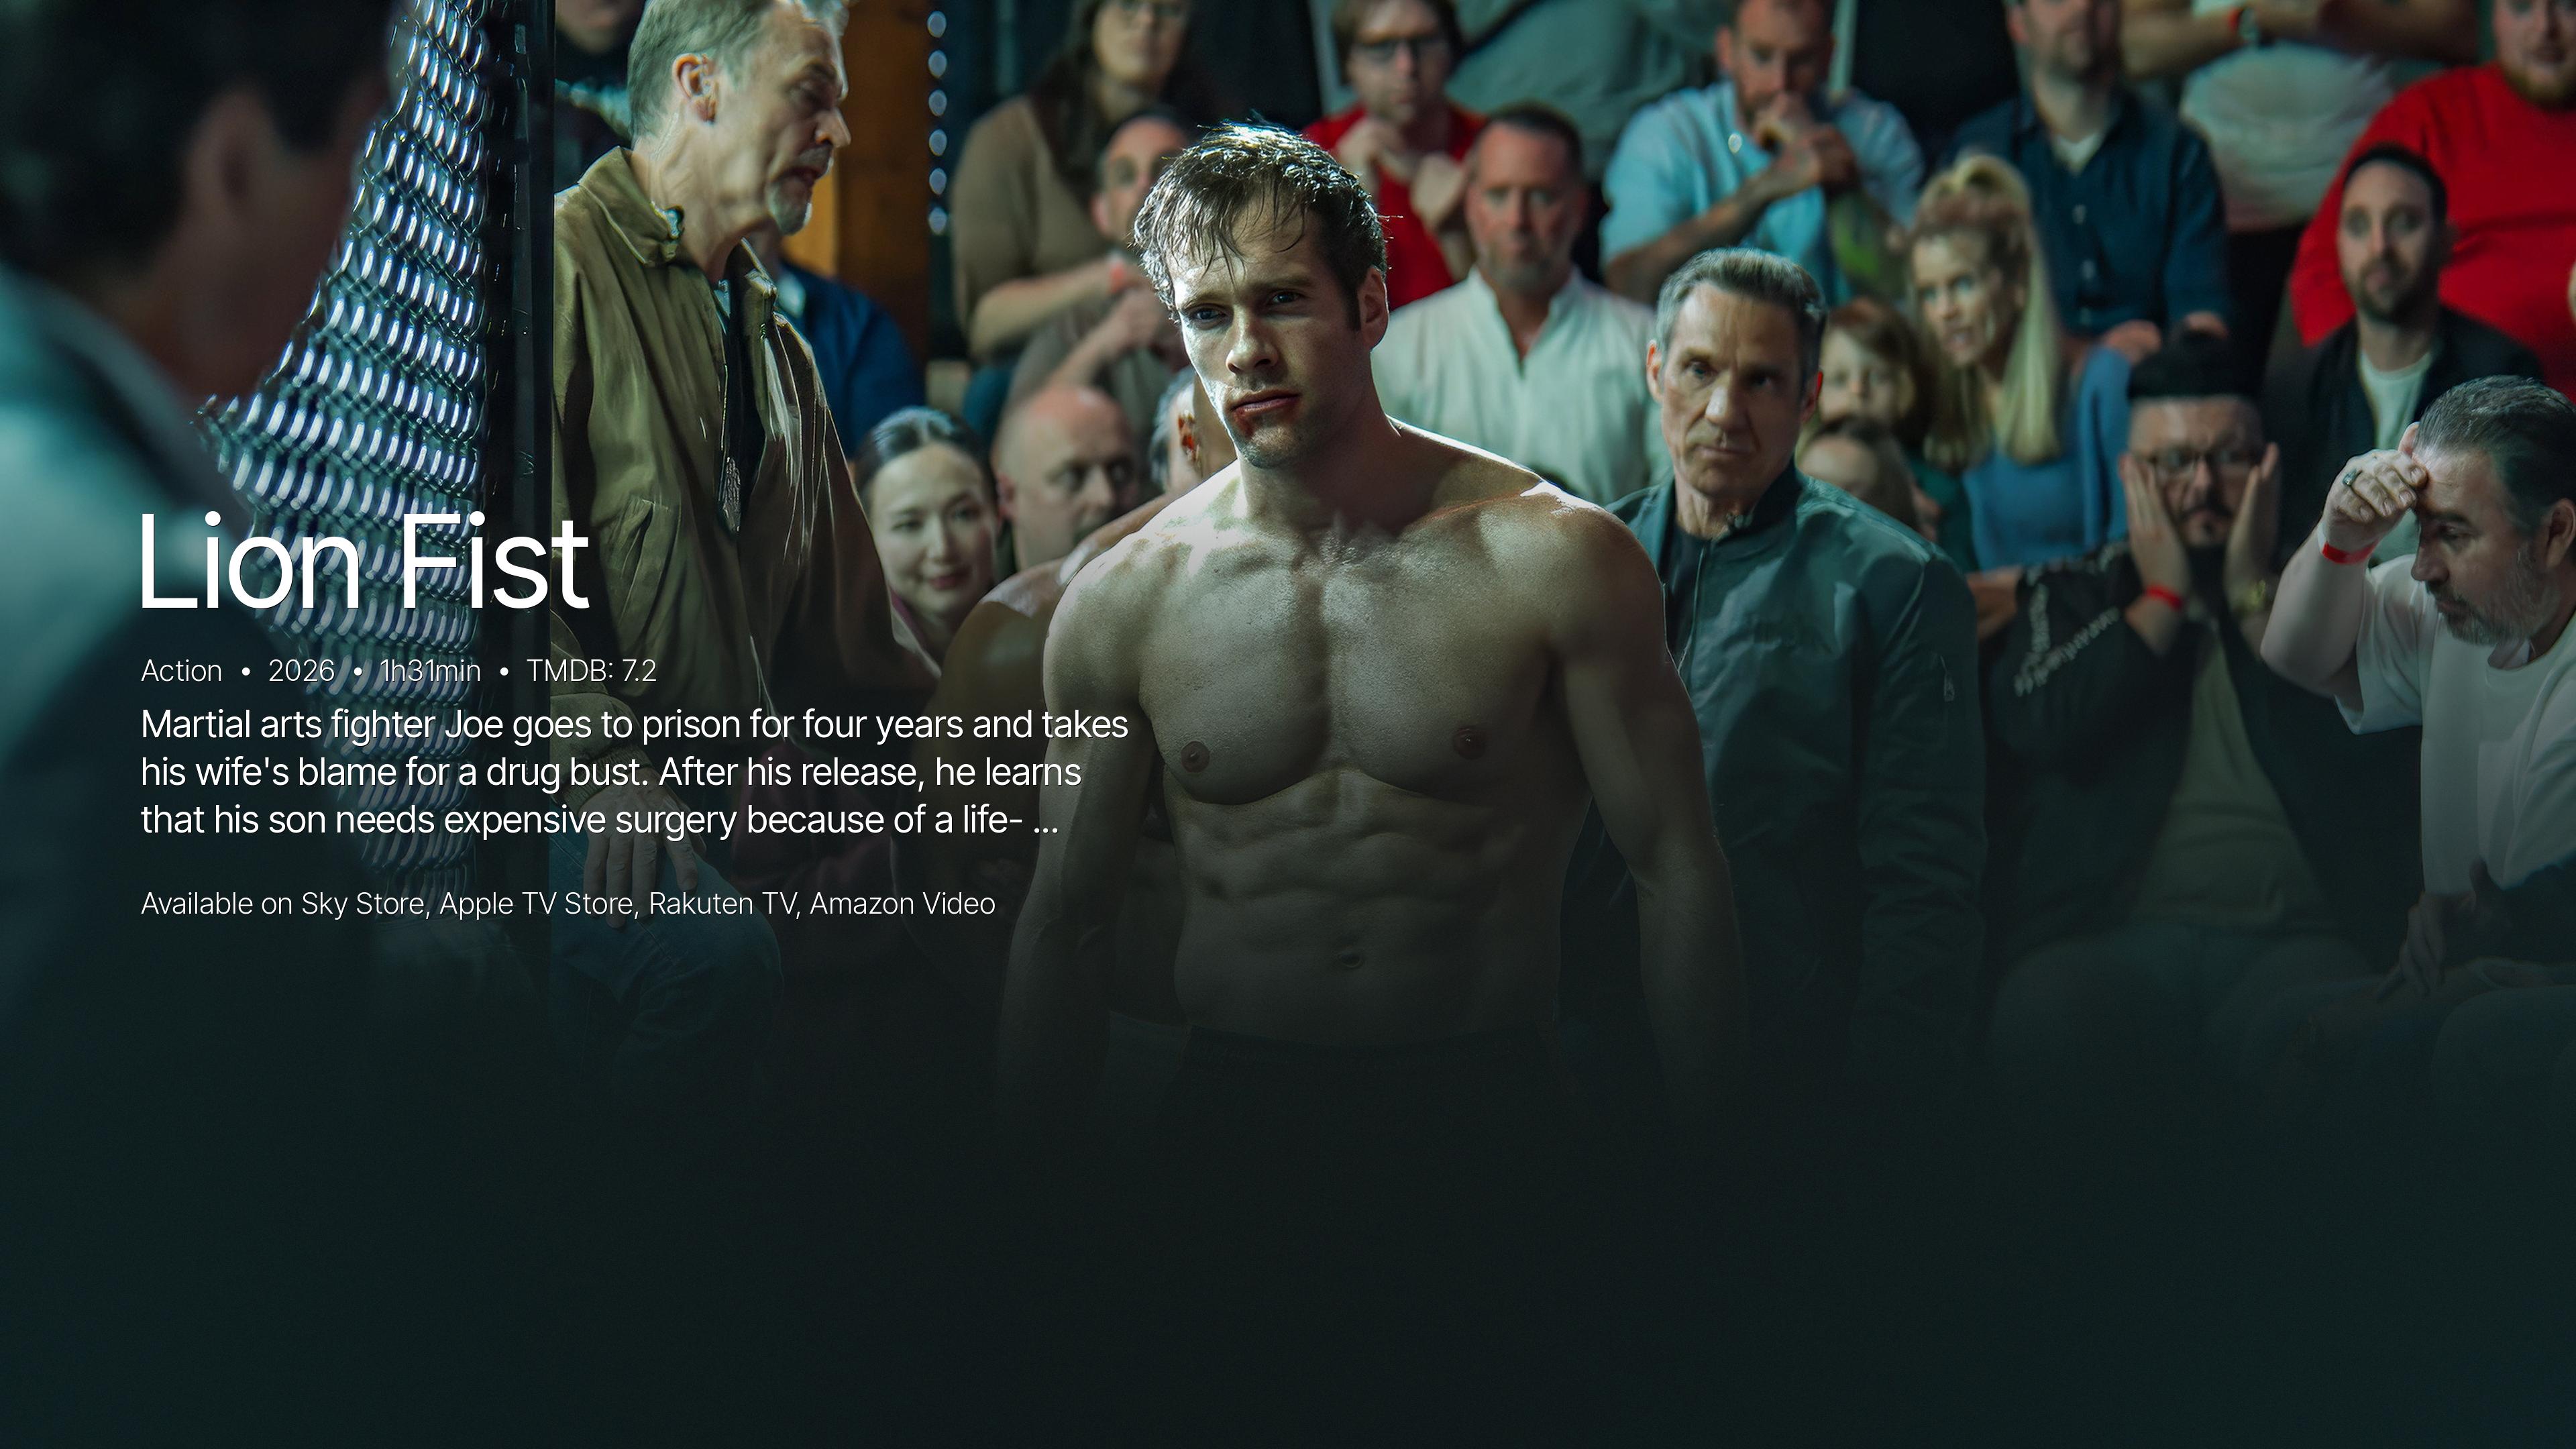 Lion Fist
Action • 2026 • 1h31min • TMDB: 7.2
Martial arts fighter Joe goes to prison for four years and takes
his wife's blame for a drug bust. After his release, he learns
that his son needs expensive surgery because of a life- ...
Available on Sky Store, Apple TV Store, Rakuten TV, Amazon Video